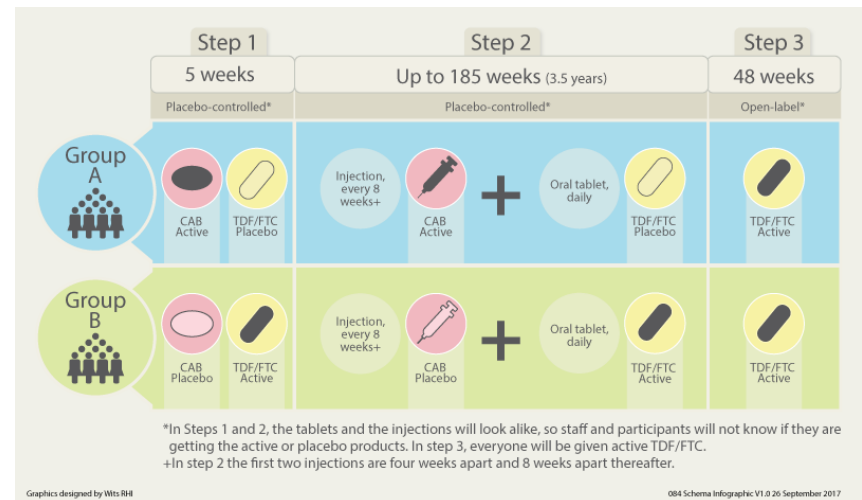 Step 1
Step 2
Step 3
5 weeks
Up to 185 weeks (3.5 years)
48 weeks
Placebo-controlled*
Placebo-controlled*
Open-label*
Group
A
CAB
Active
TDF/FTC
Placebo
Injection,
every 8
weeks+
CAB
Active
+
Oral tablet,
daily
TDF/FTC
Placebo
TDF/FTC
Active
Group
B
CAB
Placebo
TDF/FTC
Active
Injection,
every 8
weeks+
CAB
Placebo
+
Oral tablet,
daily
TDF/FTC
Active
TDF/FTC
Active
*In Steps 1 and 2, the tablets and the injections will look alike, so staff and participants will not know if they are
getting the active or placebo products. In step 3, everyone will be given active TDF/FTC.
+In step 2 the first two injections are four weeks apart and 8 weeks apart thereafter.
Graphics designed by Wits RHI
084 Schema Infographic V1.0 26 September 2017